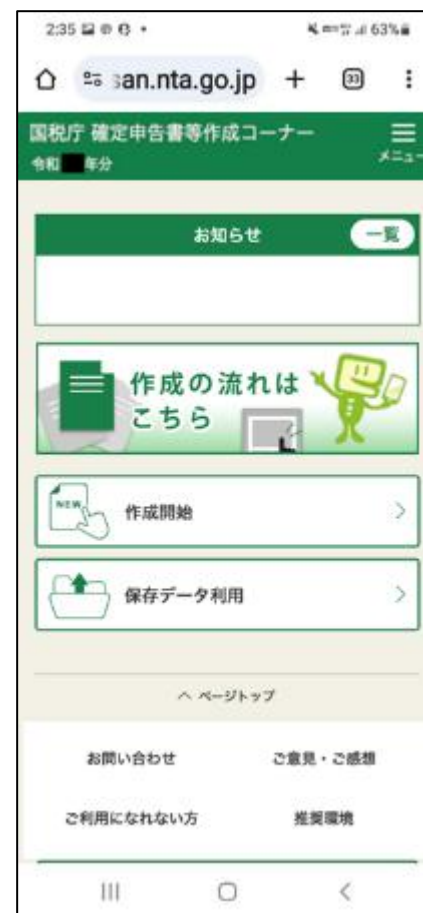 2:35
63%
san.nta.go.jp
33
国税庁 確定申告書等作成コーナー
令和 年分
メニュー
お知らせ
一覧
作成の流れは
こちら
NEW
作成開始
保存データ利用
ページトップ
お問い合わせ
ご意見・ご感想
ご利用になれない方
推奨環境